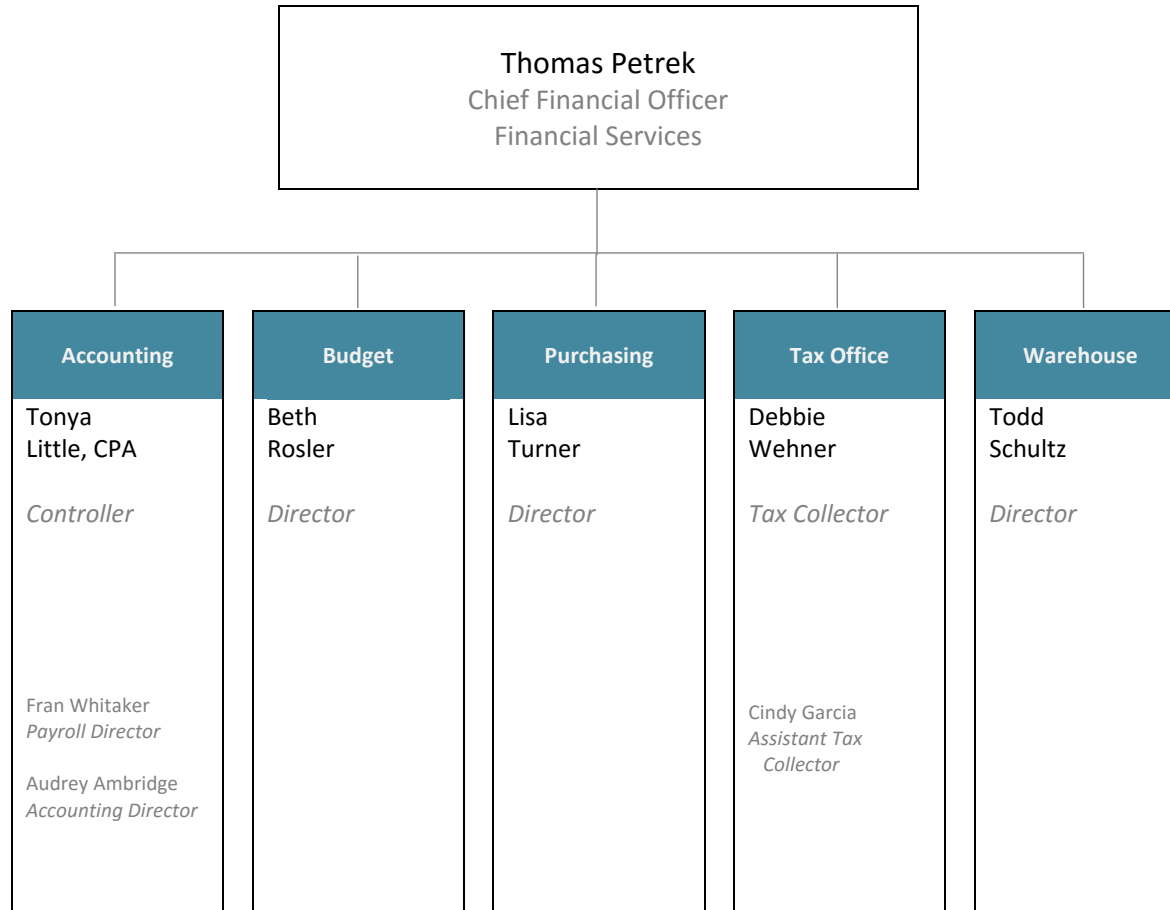 Thomas Petrek
Chief Financial Officer
Financial Services
Accounting
Tonya
Little, CPA
Controller
Fran Whitaker
Payroll Director
Audrey Ambridge
Accounting Director
Budget
Beth
Rosler
Director
Purchasing
Lisa
Turner
Director
Tax Office
Debbie
Wehner
Tax Collector
Cindy Garcia
Assistant Tax
Collector
Warehouse
Todd
Schultz
Director